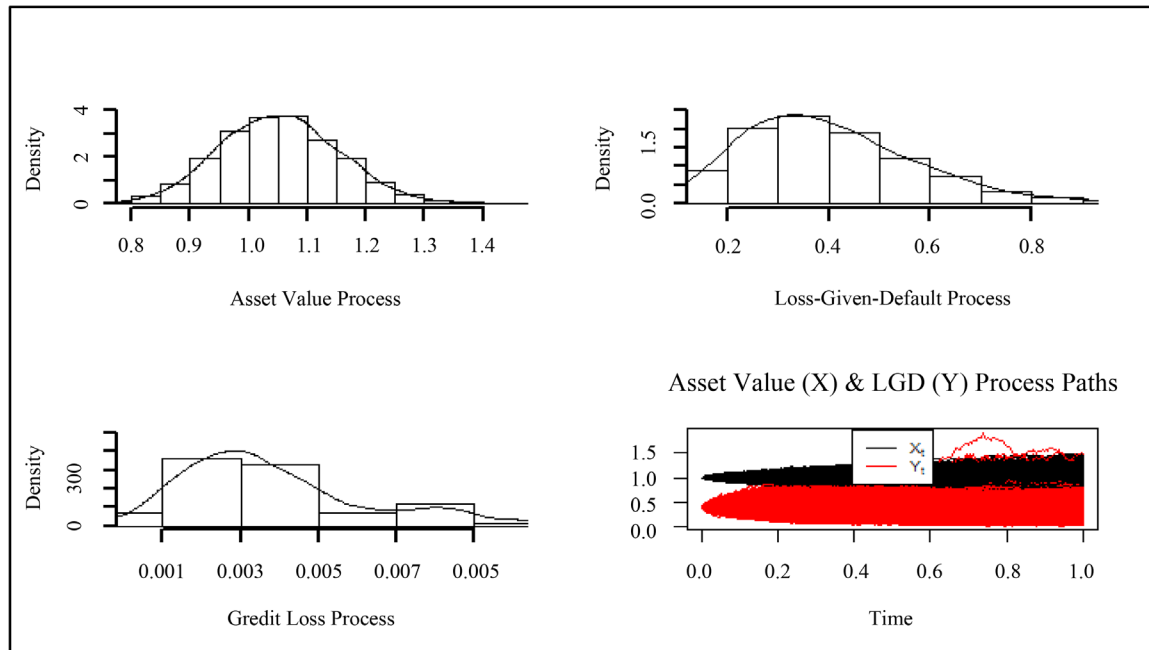 Density
4
2
0
0.8 0.9 1.0 1.1 1.2 1.3 1.4
Asset Value Process
Density
1.5
0.0
0.2 0.4 0.6 0.8
Loss-Given-Default Process
Density
300
0
0.001 0.003 0.005 0.007 0.005
Gredit Loss Process
Asset Value (X) & LGD (Y) Process Paths
1.5
1.0
0.5
0.0
Xt
Yt
0.0 0.2 0.4 0.6 0.8 1.0
Time